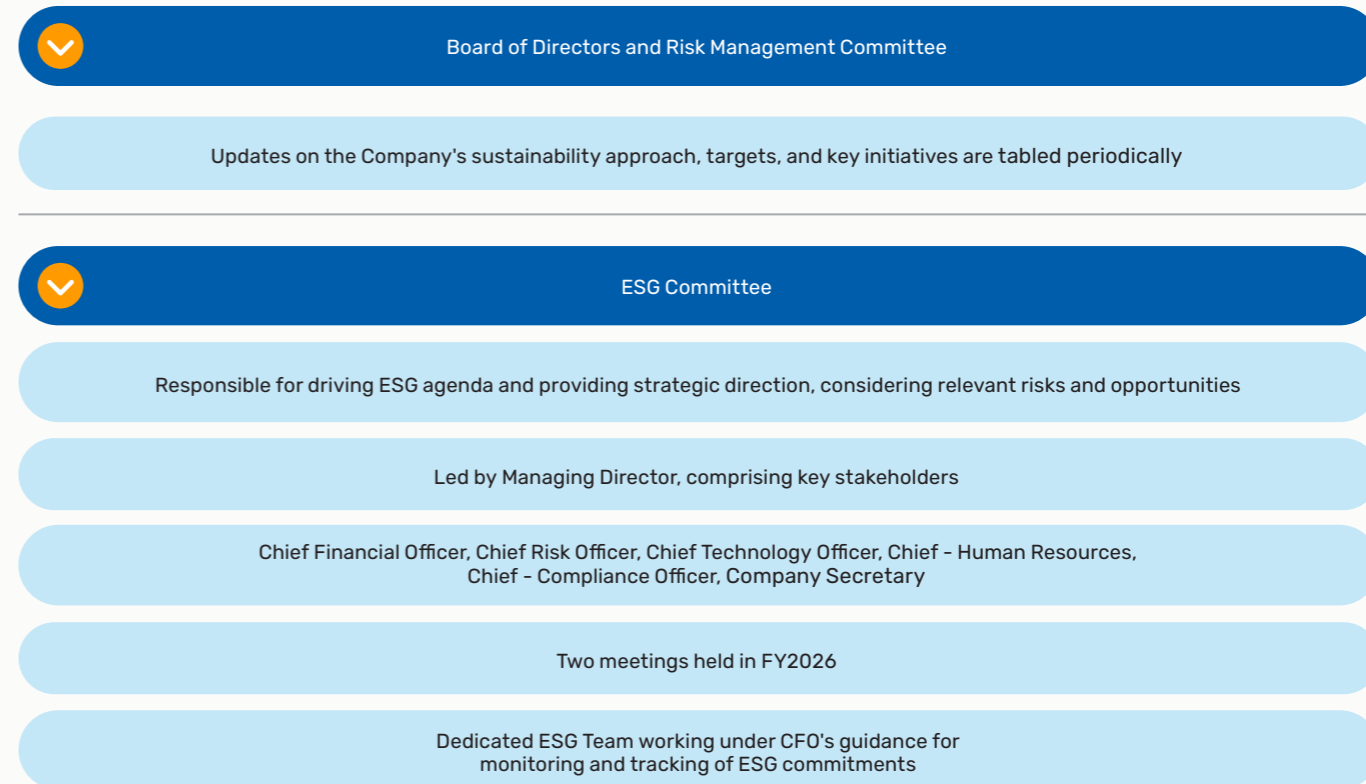 Board of Directors and Risk Management Committee
Updates on the Company's sustainability approach, targets, and key initiatives are tabled periodically
ESG Committee
Responsible for driving ESG agenda and providing strategic direction, considering relevant risks and opportunities
Led by Managing Director, comprising key stakeholders
Chief Financial Officer, Chief Risk Officer, Chief Technology Officer, Chief - Human Resources,
Chief - Compliance Officer, Company Secretary
Two meetings held in FY2026
Dedicated ESG Team working under CFO's guidance for
monitoring and tracking of ESG commitments